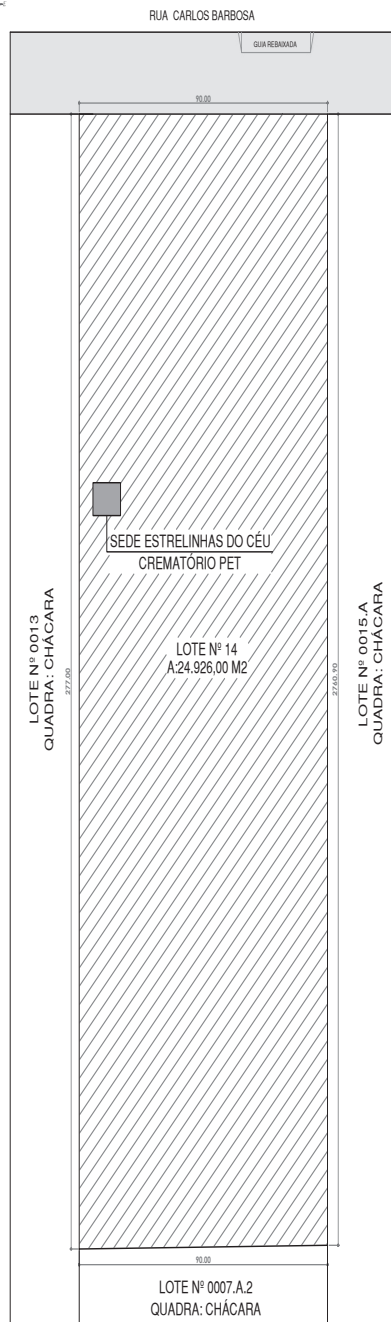 RUA CARLOS BARBOSA
GUIA REBAIXADA
90.00
SEDE ESTRELINHAS DO CÉU
CREMATÓRIO PET
LOTE Nº 14
A:24.926,00 M2
LOTE Nº 0013
QUADRA: CHÁCARA
277.00
2760.90
LOTE Nº 0015.A
QUADRA: CHÁCARA
90.00
LOTE Nº 0007.A.2
QUADRA: CHÁCARA